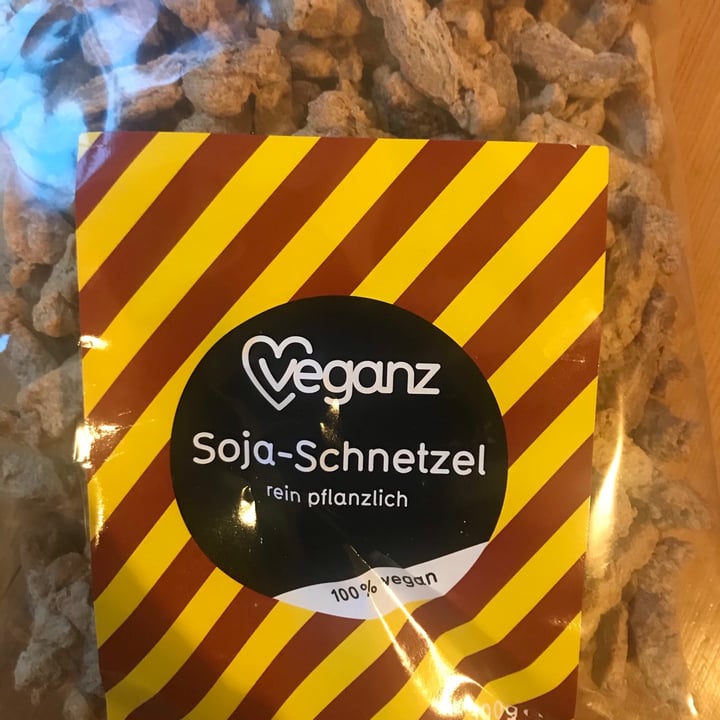 Veganz
Soja-Schnetzel
rein pflanzlich
100% vegan